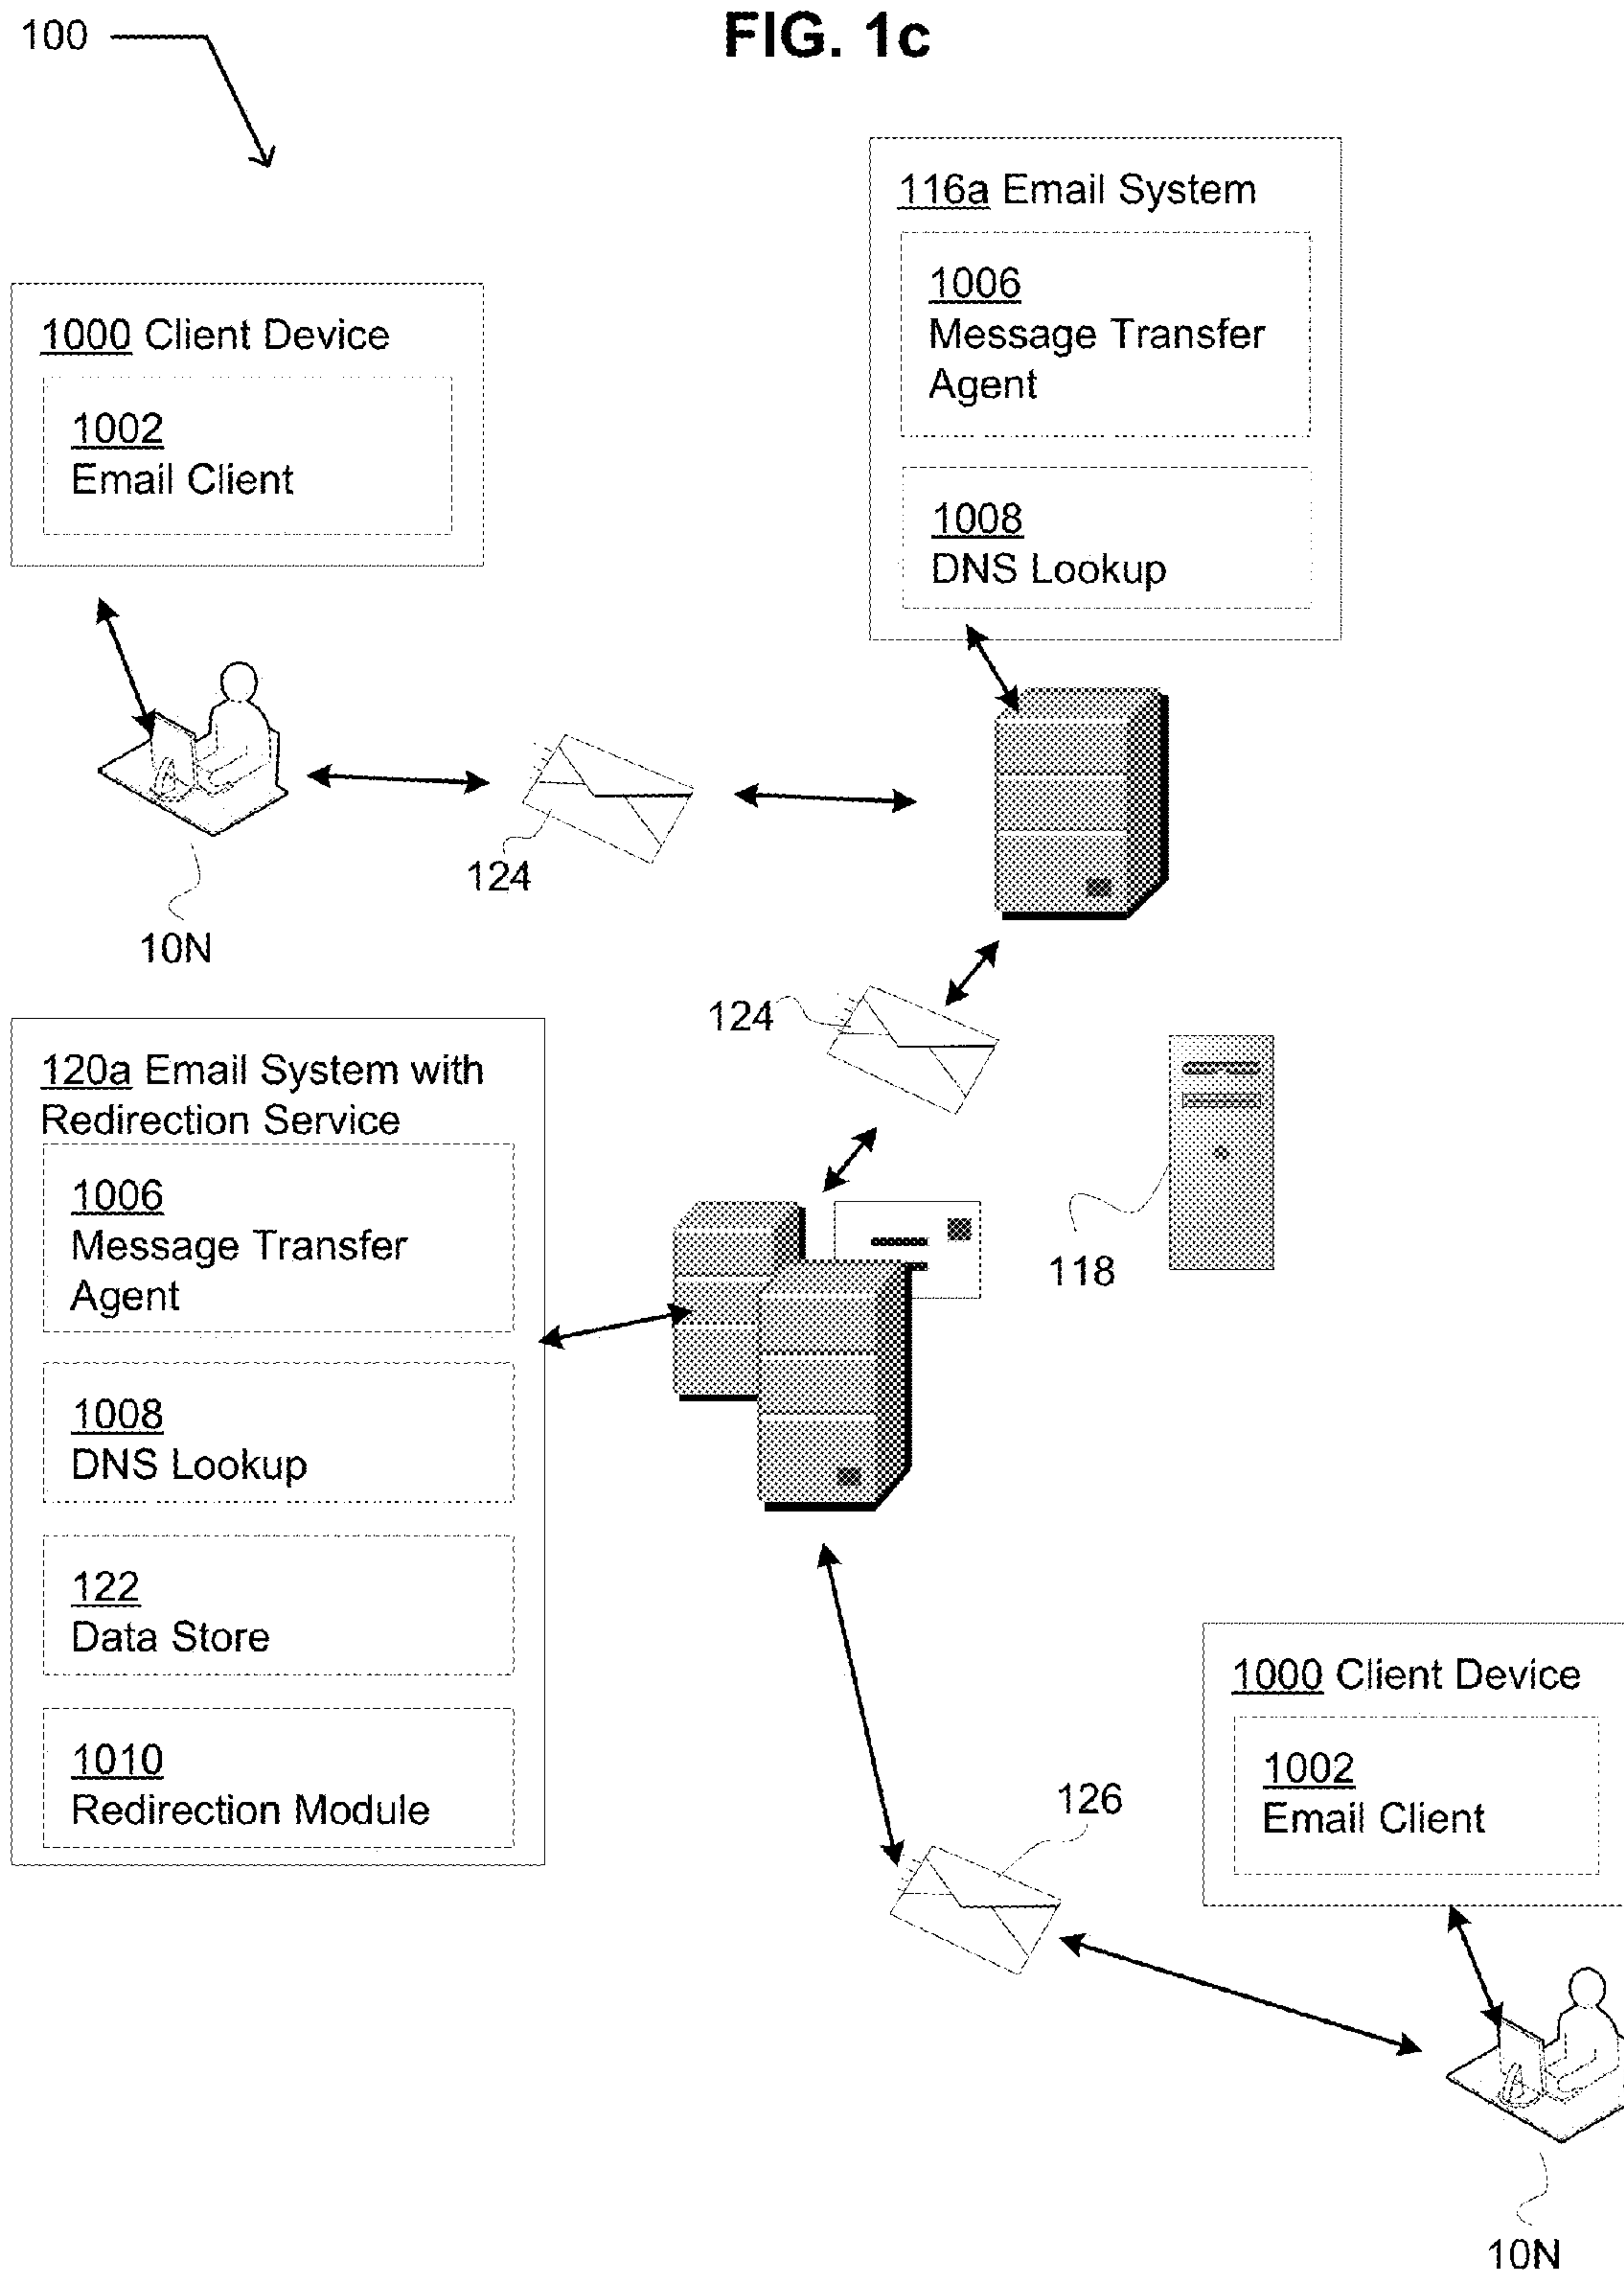 FIG. 1c
100
116a Email System
1006
Message Transfer
Agent
1008
DNS Lookup
1000 Client Device
1002
Email Client
124
10N
124
118
120a Email System with
Redirection Service
1006
Message Transfer
Agent
1008
DNS Lookup
122
Data Store
1010
Redirection Module
1000 Client Device
1002
Email Client
126
10N